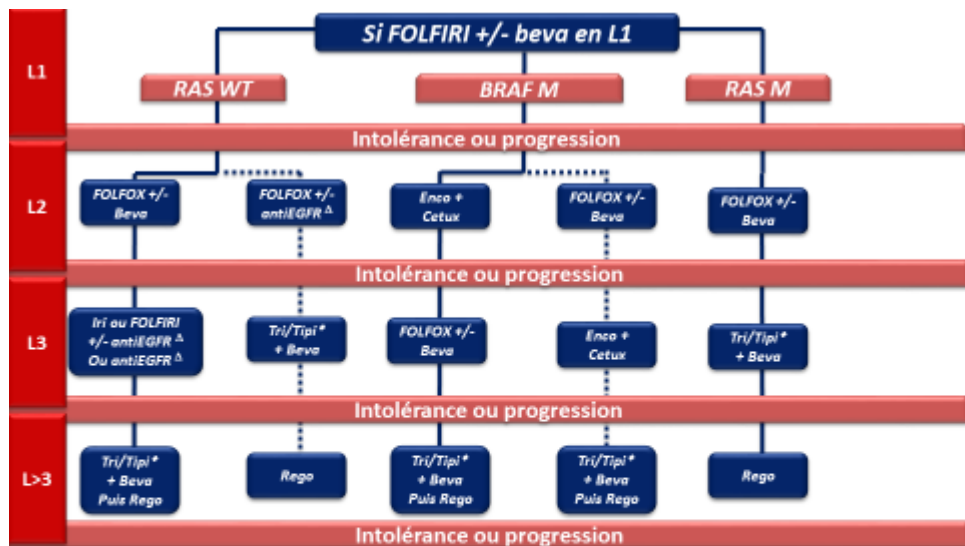 Si FOLFIRI +/- beva en L1
L1
RAS WT
BRAF M
RAS M
Intolérance ou progression
L2
FOLFOX +/-
Beva
FOLFOX +/-
antiEGFR Δ
Enco +
Cetux
FOLFOX +/-
Beva
FOLFOX +/-
Beva
Intolérance ou progression
L3
Iri ou FOLFIRI
+/- antiEGFR Δ
Ou antiEGFR Δ
Tri/Tipi*
+ Beva
FOLFOX +/-
Beva
Enco +
Cetux
Tri/Tipi*
+ Beva
Intolérance ou progression
L>3
Tri/Tipi*
+ Beva
Puis Rego
Rego
Tri/Tipi*
+ Beva
Puis Rego
Tri/Tipi*
+ Beva
Puis Rego
Rego
Intolérance ou progression